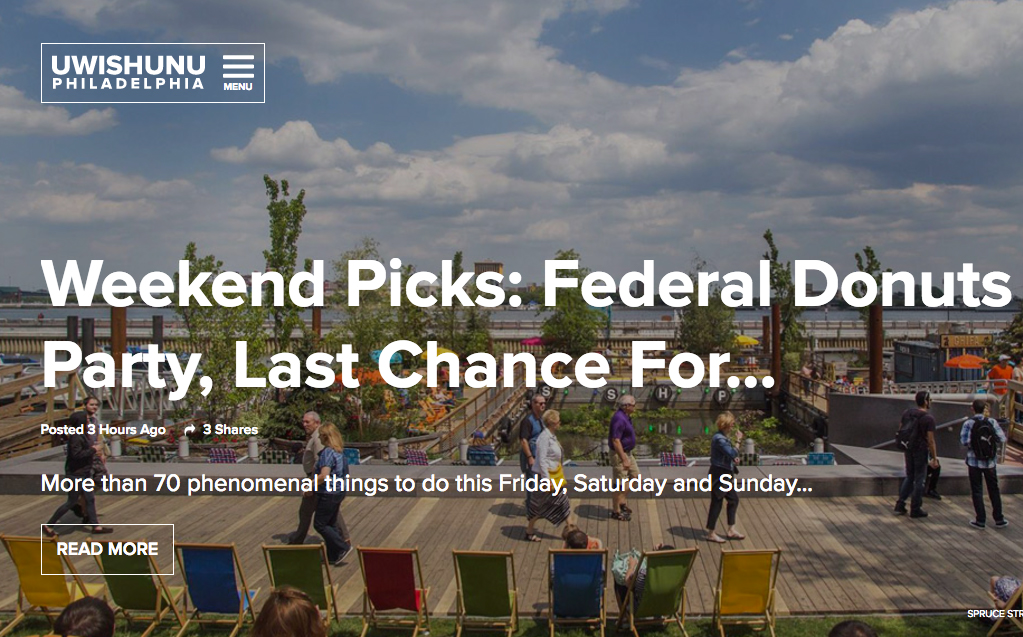 UWISHUNU
PHILADELPHIA
MENU
Weekend Picks: Federal Donuts
Party, Last Chance For...
Posted 3 Hours Ago 3 Shares
More than 70 phenomenal things to do this Friday, Saturday and Sunday...
READ MORE
S H P
SPRUCE STR